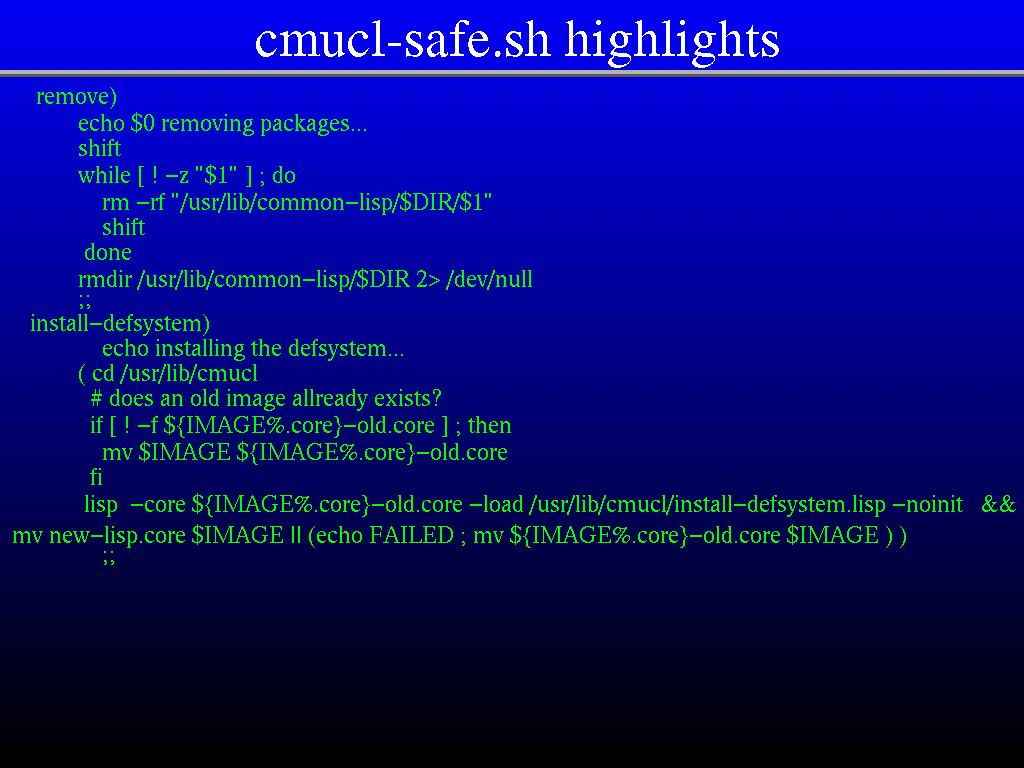 cmucl-safe.sh highlights
remove)
echo $0 removing packages...
shift
while [ ! −z "$1" ] ; do
rm −rf "/usr/lib/common−lisp/$DIR/$1"
shift
done
rmdir /usr/lib/common−lisp/$DIR 2> /dev/null
;;
install−defsystem)
echo installing the defsystem...
( cd /usr/lib/cmucl
# does an old image allready exists?
if [ ! −f ${IMAGE%.core}−old.core ] ; then
mv $IMAGE ${IMAGE%.core}−old.core
fi
lisp −core ${IMAGE%.core}−old.core −load /usr/lib/cmucl/install−defsystem.lisp −noinit &&
mv new−lisp.core $IMAGE || (echo FAILED ; mv ${IMAGE%.core}−old.core $IMAGE ) )
;;